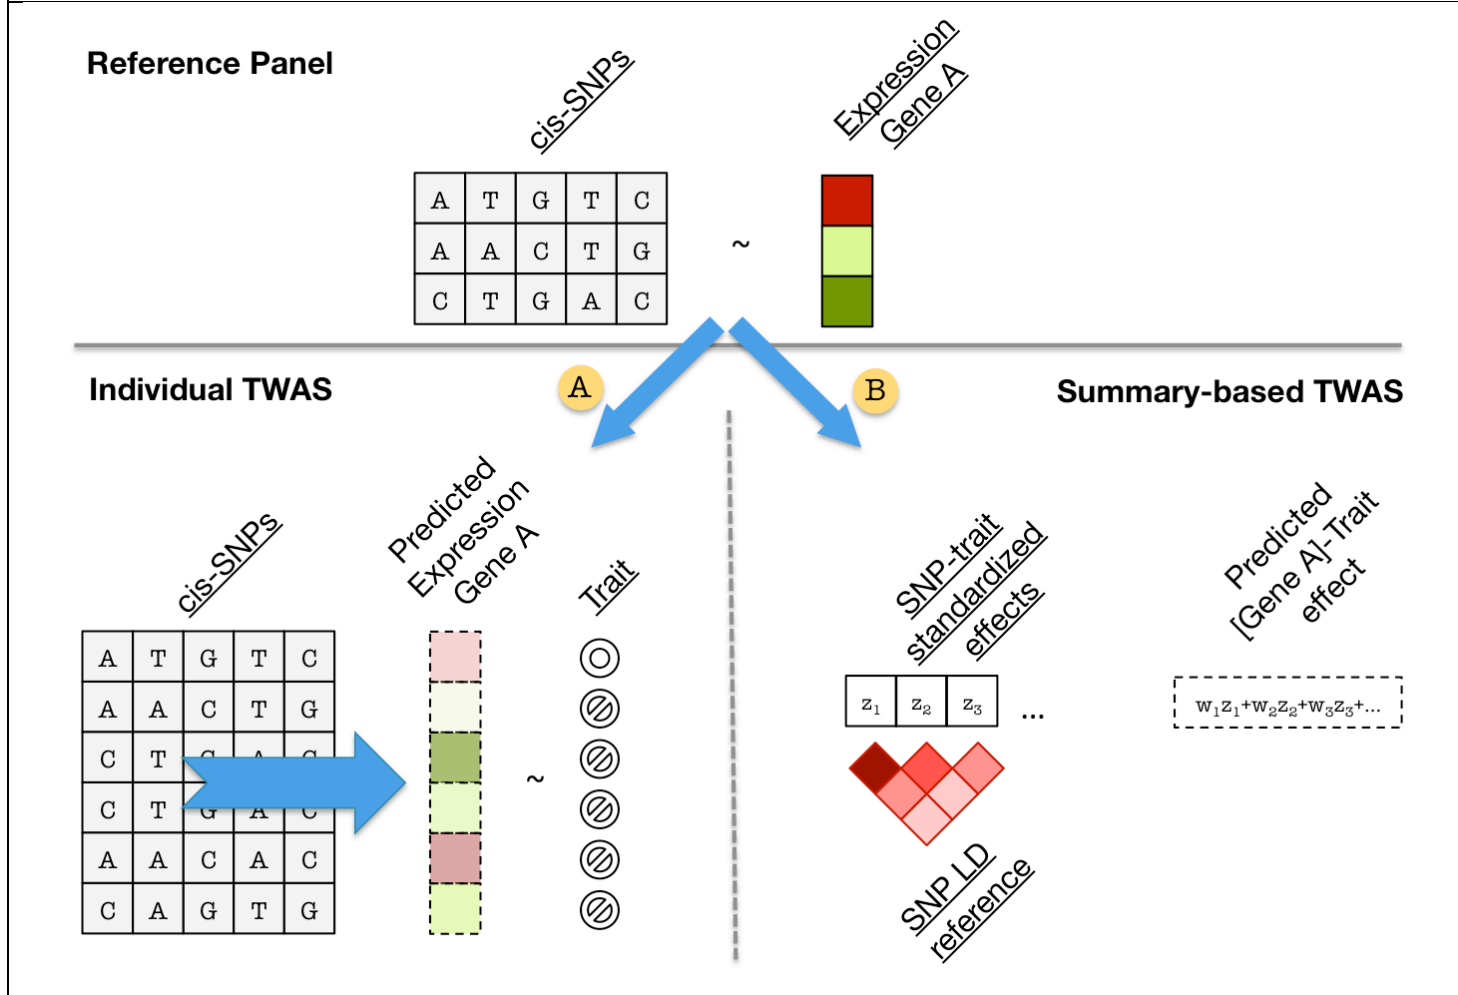 Reference Panel
cis-SNPs
Expression
Gene A
A T G T C
A A C T G
C T G A C
~
Individual TWAS
A
B
Summary-based TWAS
cis-SNPs
Predicted
Expression
Gene A
Trait
A T G T C
A A C T G
C T G A C
C T G A C
A A C A C
C A G T G
~
SNP-trait
standardized
effects
z₁ z₂ z₃ ...
SNP LD
reference
Predicted
[Gene A]-Trait
effect
w₁z₁+w₂z₂+w₃z₃+...